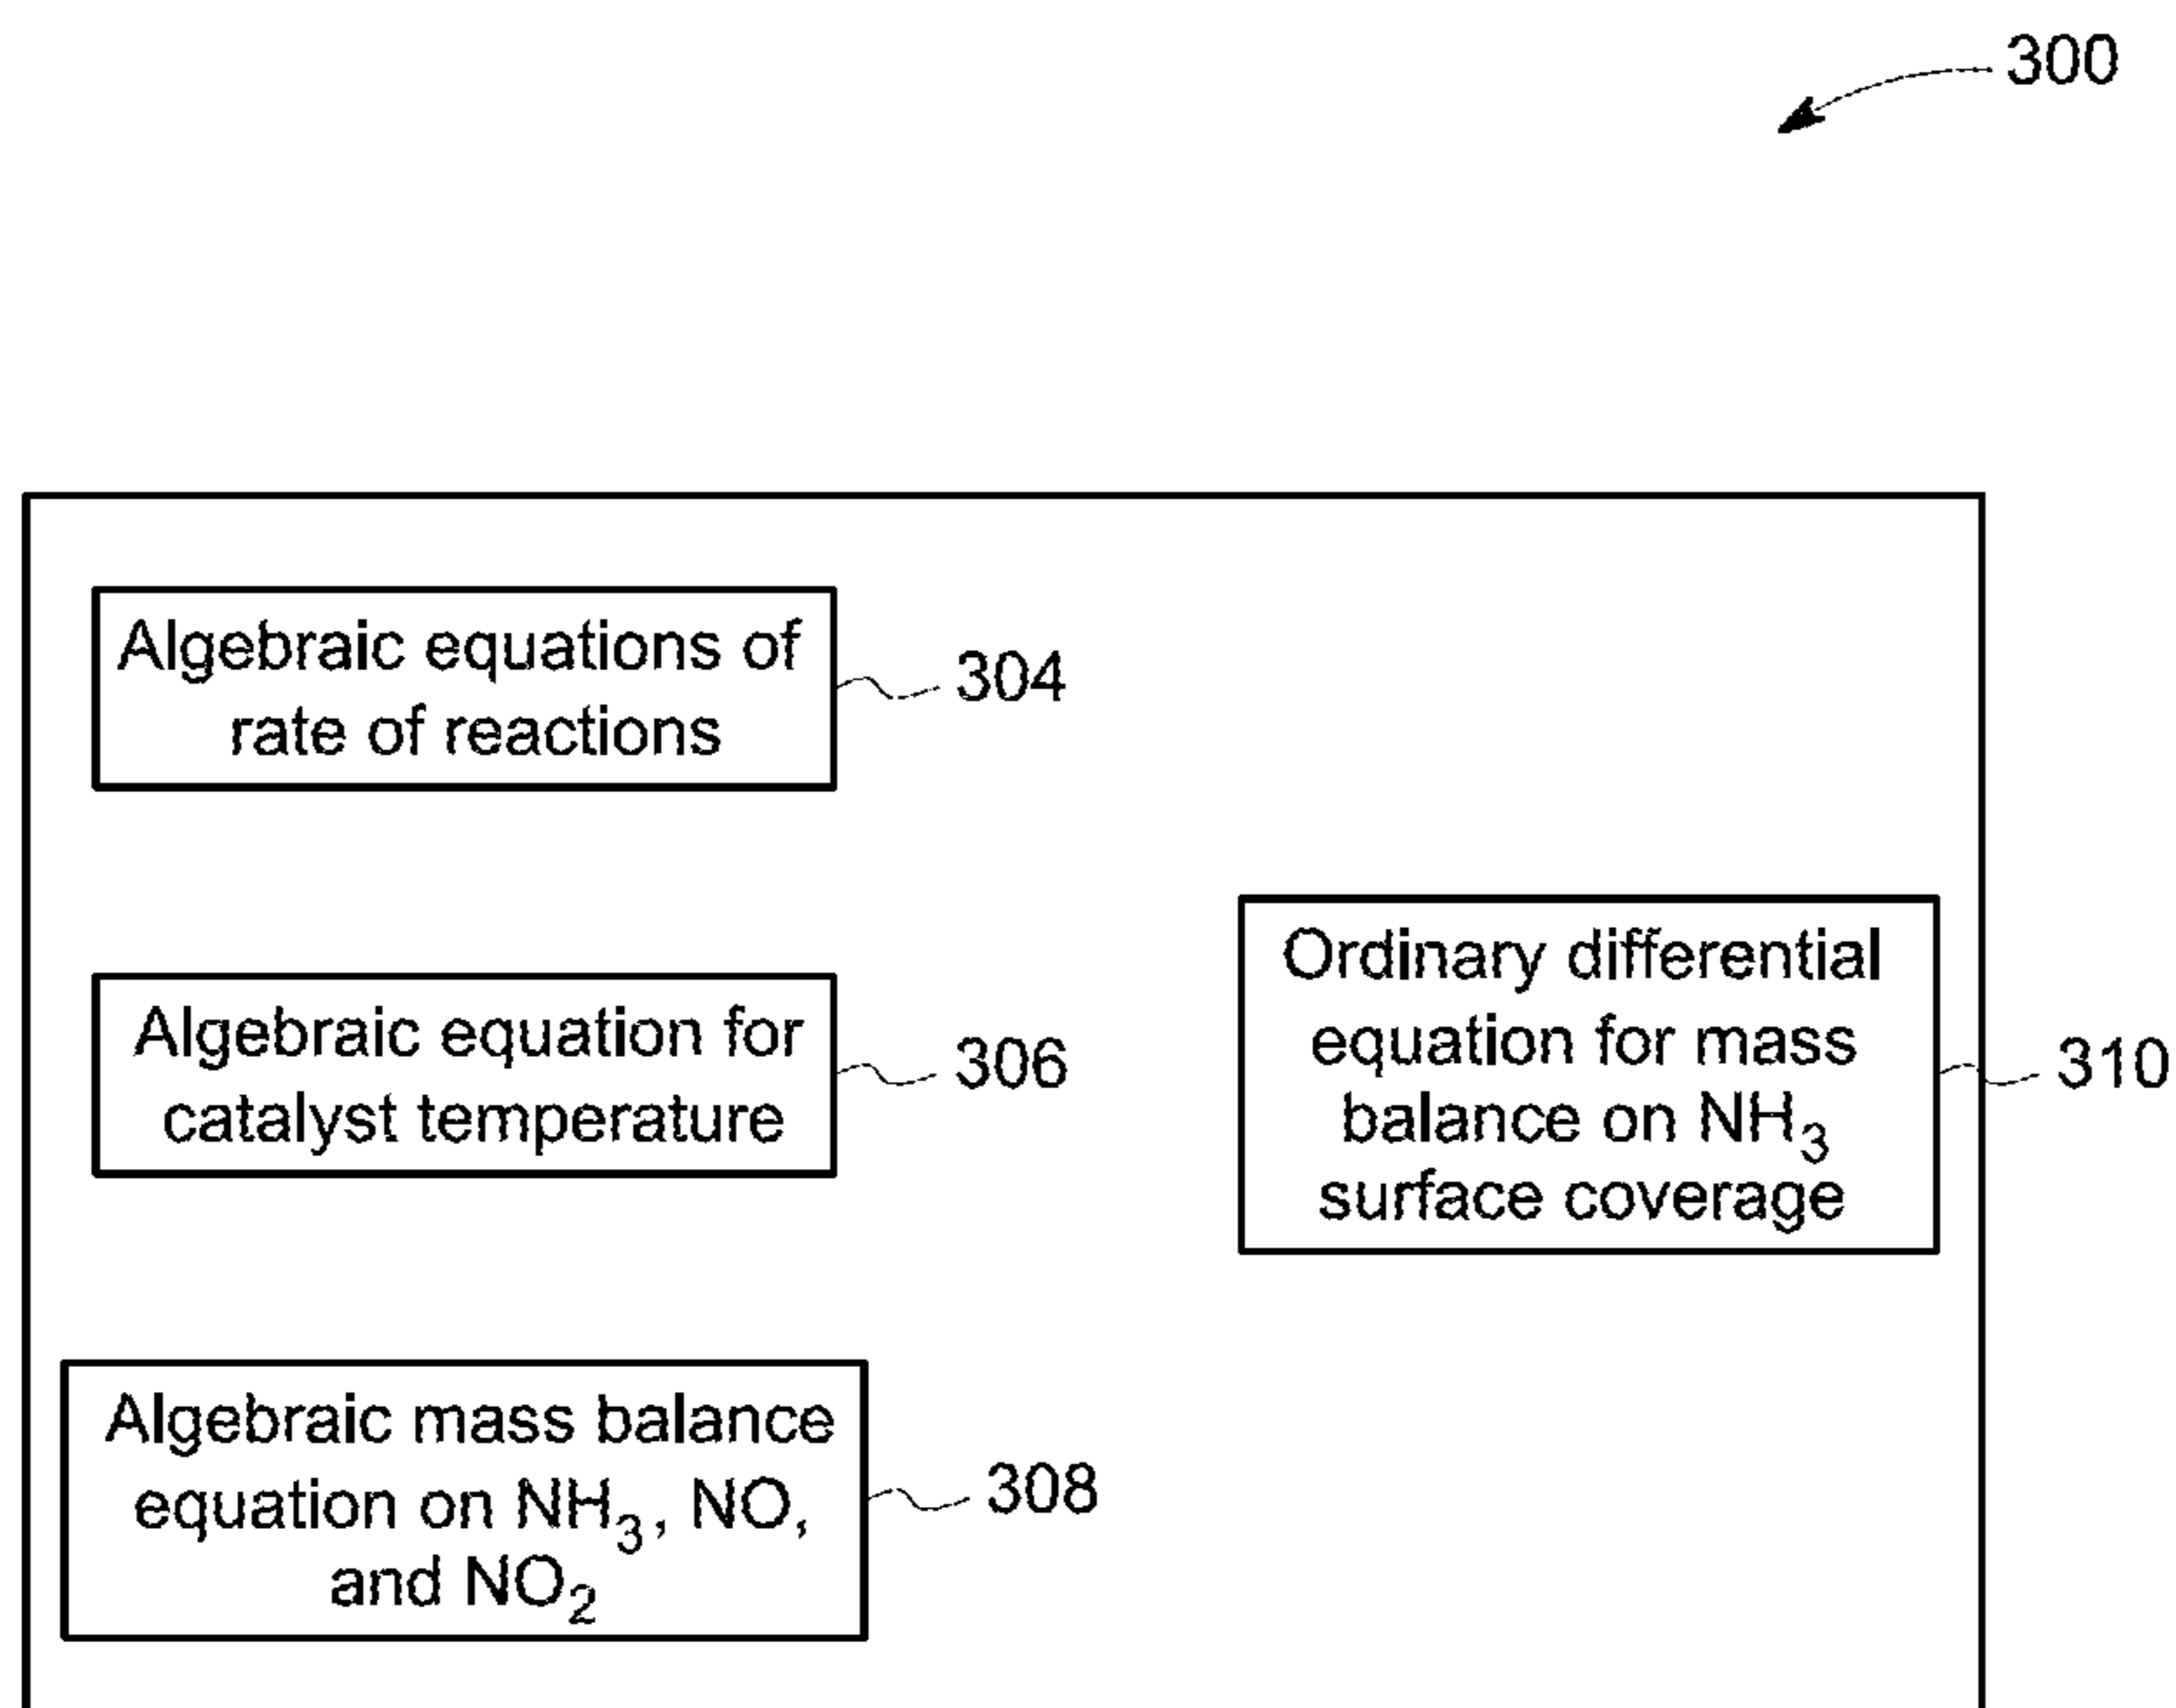 300
Algebraic equations of
rate of reactions
304
Algebraic equation for
catalyst temperature
306
Ordinary differential
equation for mass
balance on NH₃
surface coverage
310
Algebraic mass balance
equation on NH₃, NO,
and NO₂
308